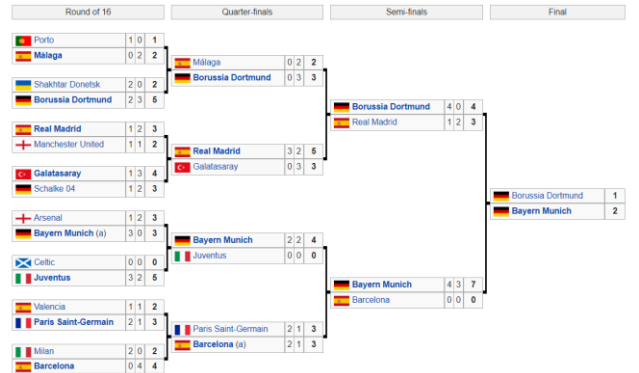 Round of 16 Quarter-finals Semi-finals Final
Porto 1 0 1
Málaga 0 2 2
Shakhtar Donetsk 2 0 2
Borussia Dortmund 2 3 5
Real Madrid 1 2 3
Manchester United 1 1 2
Galatasaray 1 3 4
Schalke 04 1 2 3
Arsenal 1 2 3
Bayern Munich (a) 3 0 3
Celtic 0 0 0
Juventus 3 2 5
Valencia 1 1 2
Paris Saint-Germain 2 1 3
Milan 2 0 2
Barcelona 0 4 4
Málaga 0 2 2
Borussia Dortmund 0 3 3
Real Madrid 3 2 5
Galatasaray 0 3 3
Bayern Munich 2 2 4
Juventus 0 0 0
Paris Saint-Germain 2 1 3
Barcelona (a) 2 1 3
Borussia Dortmund 4 0 4
Real Madrid 1 2 3
Bayern Munich 4 3 7
Barcelona 0 0 0
Borussia Dortmund 1
Bayern Munich 2